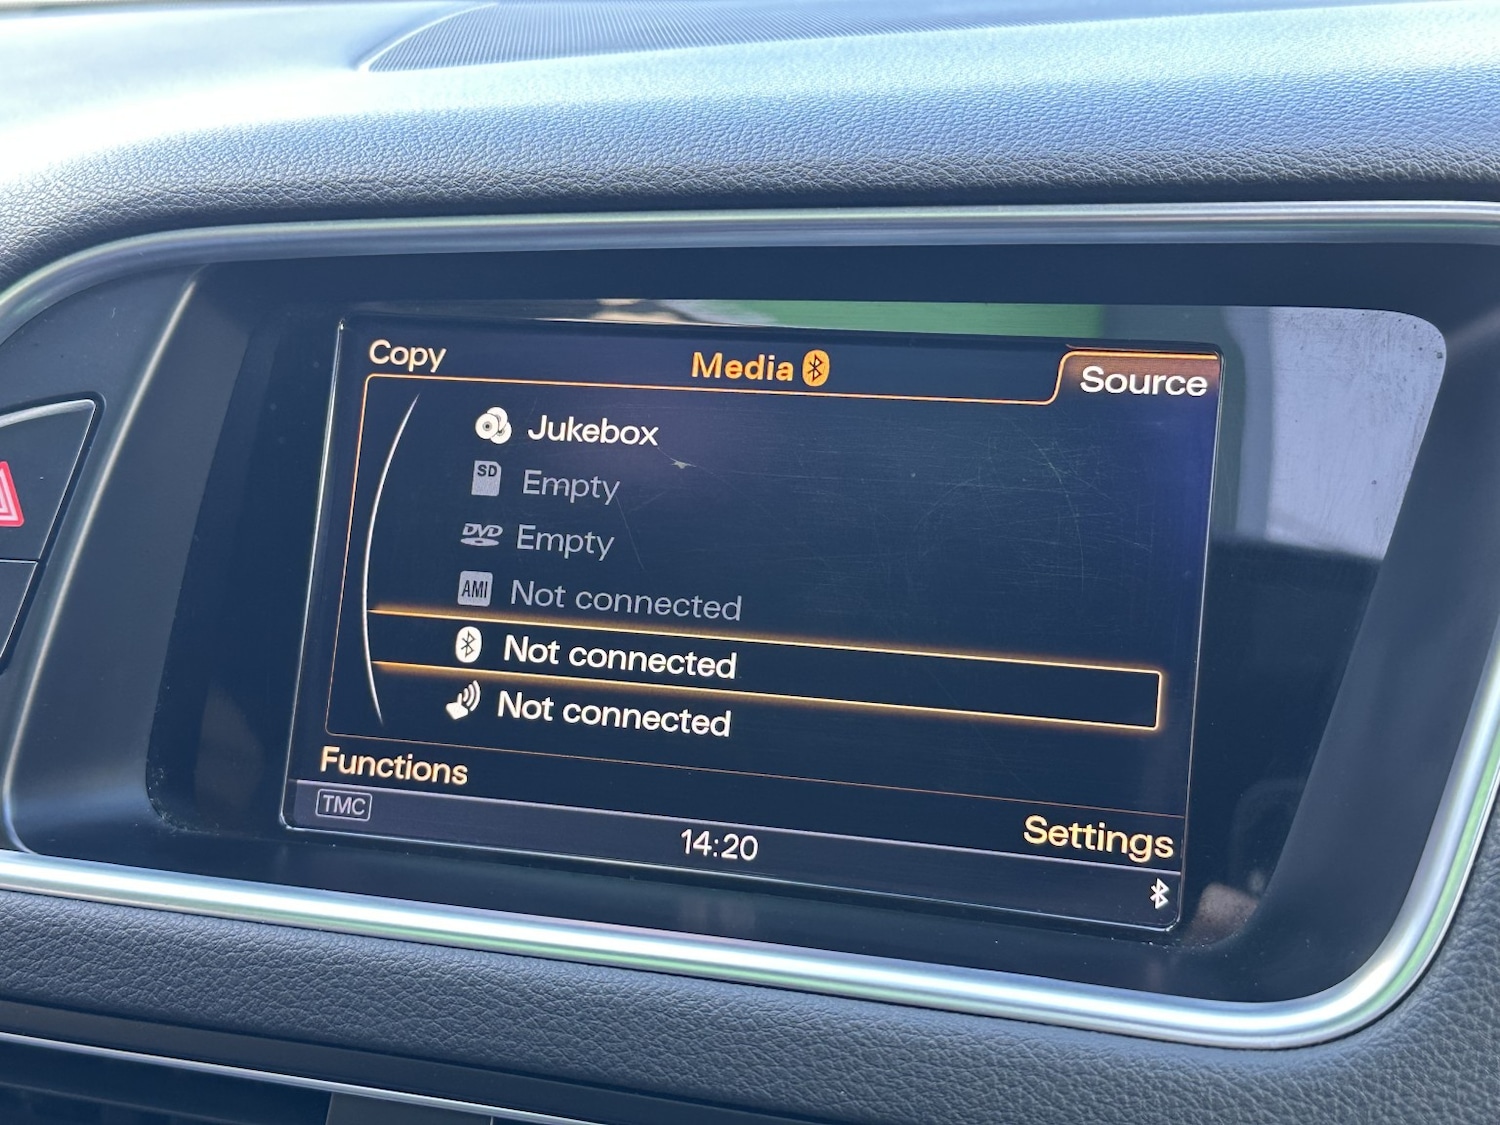 Copy
Media
Source
Jukebox
SD Empty
DVD Empty
AMI Not connected
Not connected
Not connected
Functions
Settings
TMC
14:20